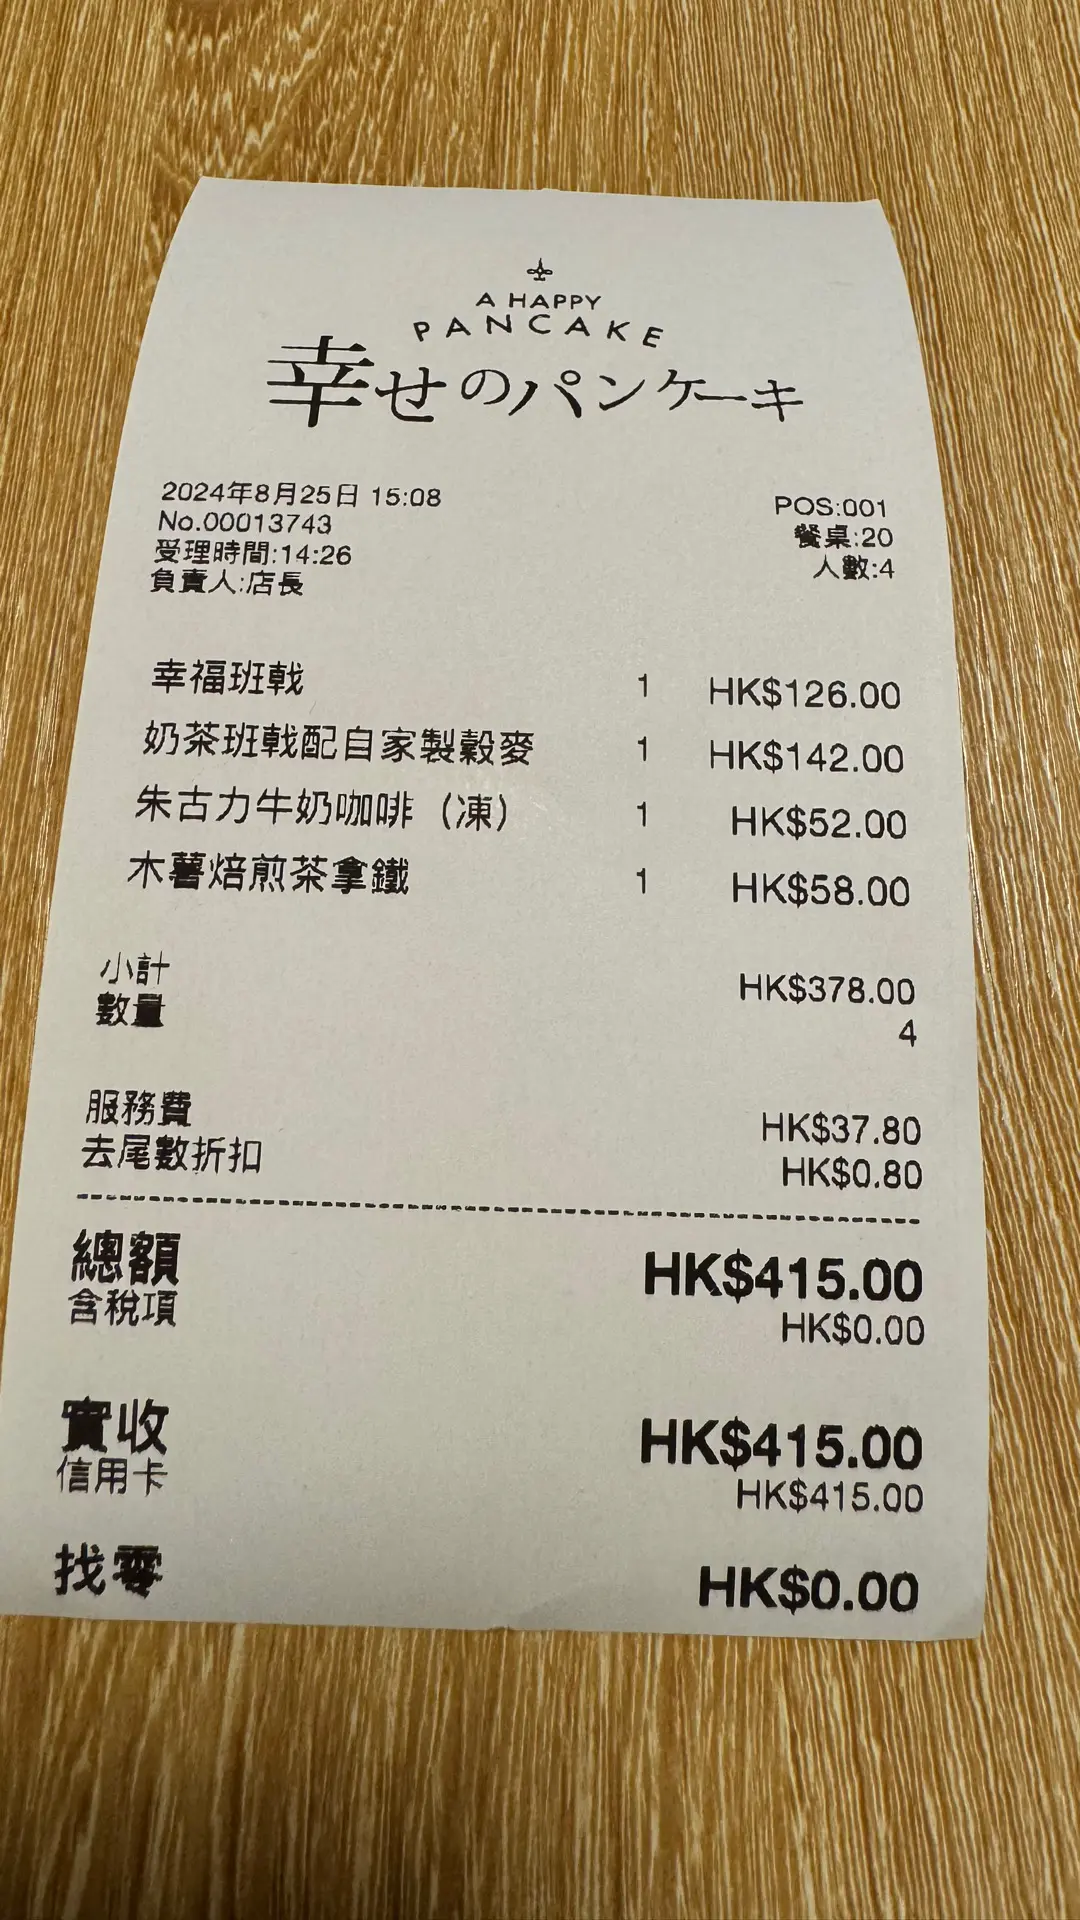 A HAPPY
PANCAKE
幸せのパンケーキ
2024年8月25日 15:08
POS:001
No.00013743
餐桌:20
受理時間:14:26
人數:4
負責人:店長
幸福班戟 1 HK$126.00
奶茶班戟配自家製穀麥 1 HK$142.00
朱古力牛奶咖啡（凍） 1 HK$52.00
木薯焙煎茶拿鐵 1 HK$58.00
小計 HK$378.00
數量 4
服務費 HK$37.80
去尾數折扣 HK$0.80
總額 HK$415.00
含稅項 HK$0.00
實收 HK$415.00
信用卡 HK$415.00
找零 HK$0.00